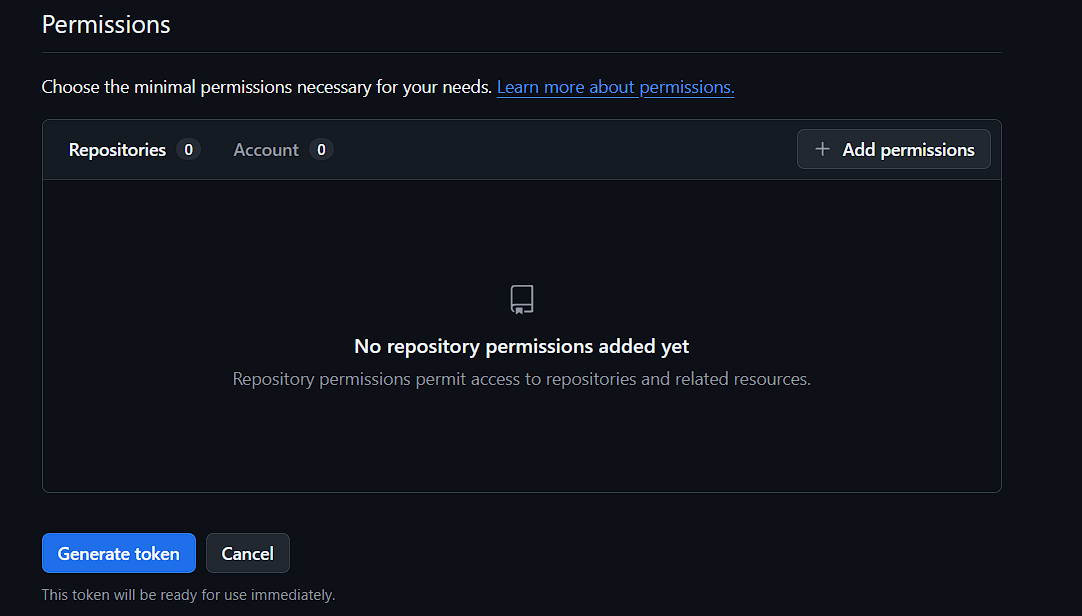 Permissions
Choose the minimal permissions necessary for your needs. Learn more about permissions.
Repositories 0 Account 0 Add permissions
No repository permissions added yet
Repository permissions permit access to repositories and related resources.
Generate token Cancel
This token will be ready for use immediately.